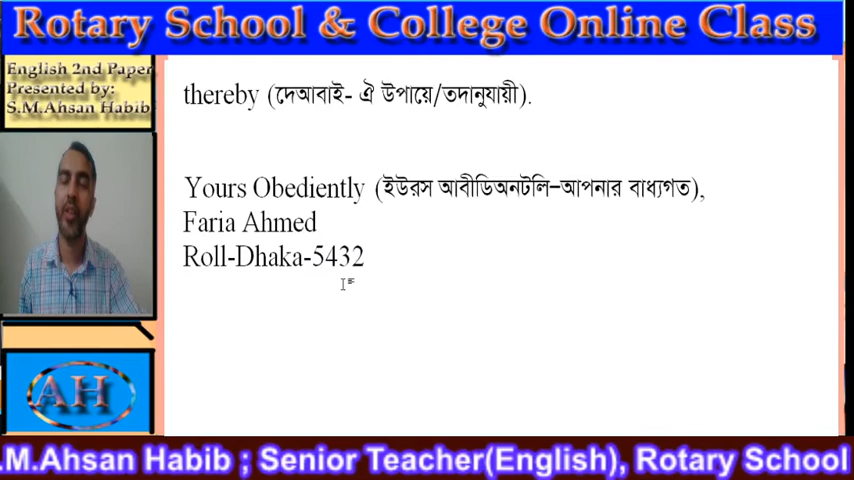 Rotary School & College Online Class
English 2nd Paper
Presented by:
S.M.Ahsan Habib
thereby (দেআবাই- ঐ উপায়ে/তদানুযায়ী).
Yours Obediently (ইউরস আবীডিঅনটলি–আপনার বাধ্যগত),
Faria Ahmed
Roll-Dhaka-5432
AH
.M.Ahsan Habib ; Senior Teacher(English), Rotary School